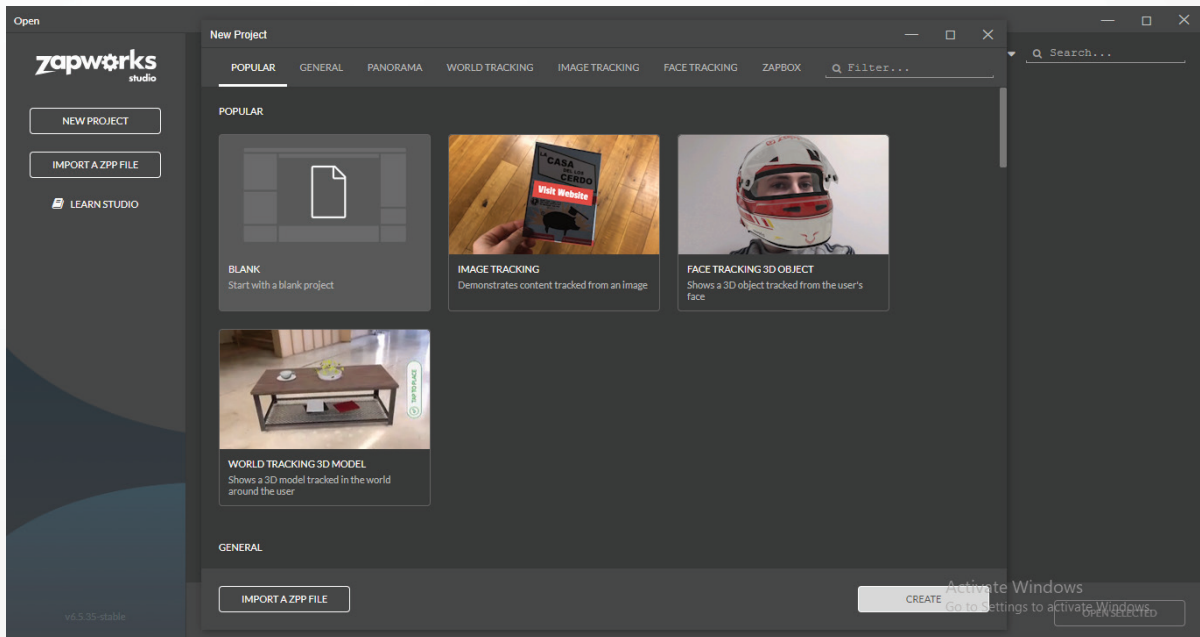 Open
zapworks
studio
NEW PROJECT
IMPORT A ZPP FILE
LEARN STUDIO
v6.5.35-stable
New Project
POPULAR
GENERAL
PANORAMA
WORLD TRACKING
IMAGE TRACKING
FACE TRACKING
ZAPBOX
Filter...
Search...
POPULAR
BLANK
Start with a blank project
LA
CASA
DEL LOS
CERDO
Visit Website
IMAGE TRACKING
Demonstrates content tracked from an image
FACE TRACKING 3D OBJECT
Shows a 3D object tracked from the user's
face
TAP TO PLACE
WORLD TRACKING 3D MODEL
Shows a 3D model tracked in the world
around the user
GENERAL
IMPORT A ZPP FILE
CREATE
Activate Windows
Go to Settings to activate Windows.
OPEN SELECTED